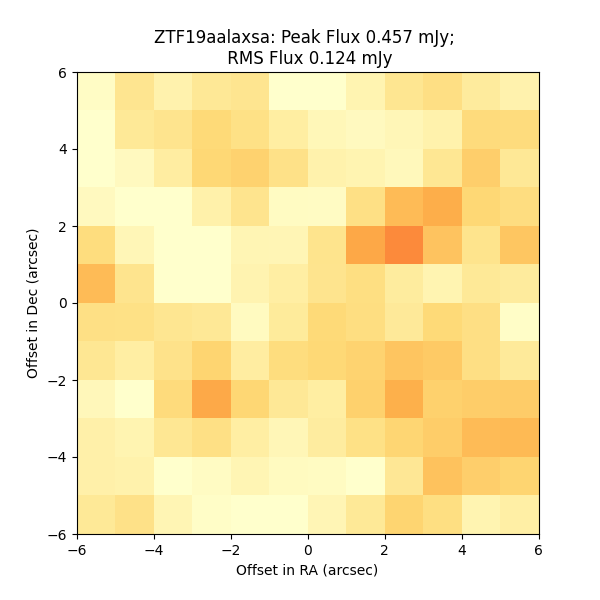 ZTF19aalaxsa: Peak Flux 0.457 mJy;
RMS Flux 0.124 mJy
6
4
2
0
−2
−4
−6
Offset in Dec (arcsec)
−6 −4 −2 0 2 4 6
Offset in RA (arcsec)